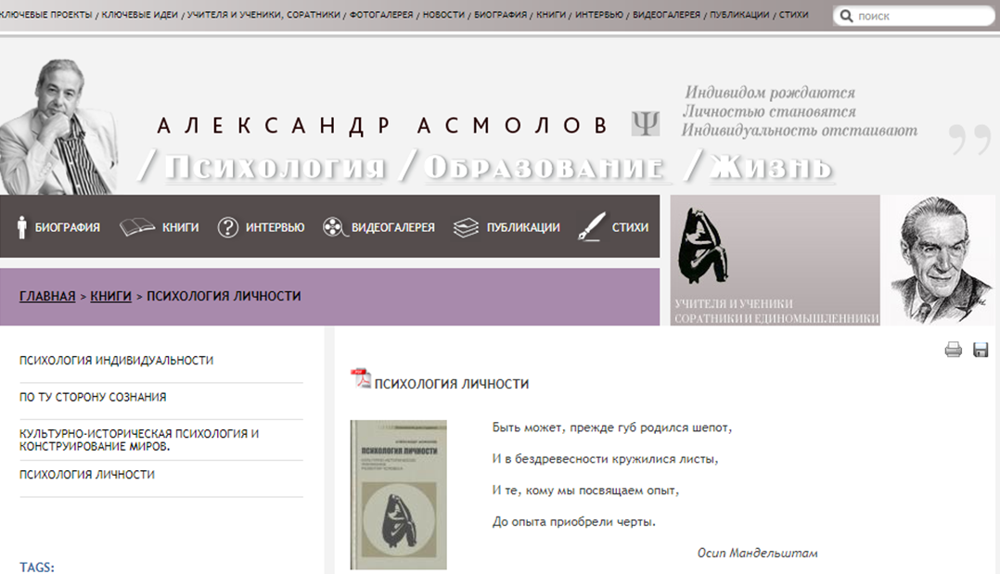 КЛЮЧЕВЫЕ ПРОЕКТЫ / КЛЮЧЕВЫЕ ИДЕИ / УЧИТЕЛЯ И УЧЕНИКИ, СОРАТНИКИ / ФОТОГАЛЕРЕЯ / НОВОСТИ / БИОГРАФИЯ / КНИГИ / ИНТЕРВЬЮ / ВИДЕОГАЛЕРЕЯ / ПУБЛИКАЦИИ / СТИХИ
поиск
Индивидом рождаются
Личностью становятся
Индивидуальность отстаивают
АЛЕКСАНДР АСМОЛОВ Ψ
/Психология /Образование /Жизнь
БИОГРАФИЯ КНИГИ ИНТЕРВЬЮ ВИДЕОГАЛЕРЕЯ ПУБЛИКАЦИИ СТИХИ
ГЛАВНАЯ > КНИГИ > ПСИХОЛОГИЯ ЛИЧНОСТИ
УЧИТЕЛЯ И УЧЕНИКИ
СОРАТНИКИ И ЕДИНОМЫШЛЕННИКИ
ПСИХОЛОГИЯ ИНДИВИДУАЛЬНОСТИ
ПО ТУ СТОРОНУ СОЗНАНИЯ
КУЛЬТУРНО-ИСТОРИЧЕСКАЯ ПСИХОЛОГИЯ И
КОНСТРУИРОВАНИЕ МИРОВ.
ПСИХОЛОГИЯ ЛИЧНОСТИ
TAGS:
PDF
ПСИХОЛОГИЯ ЛИЧНОСТИ
ПСИХОЛОГИЯ ЛИЧНОСТИ
Быть может, прежде губ родился шепот,
И в бездревесности кружилися листы,
И те, кому мы посвящаем опыт,
До опыта приобрели черты.
Осип Мандельштам